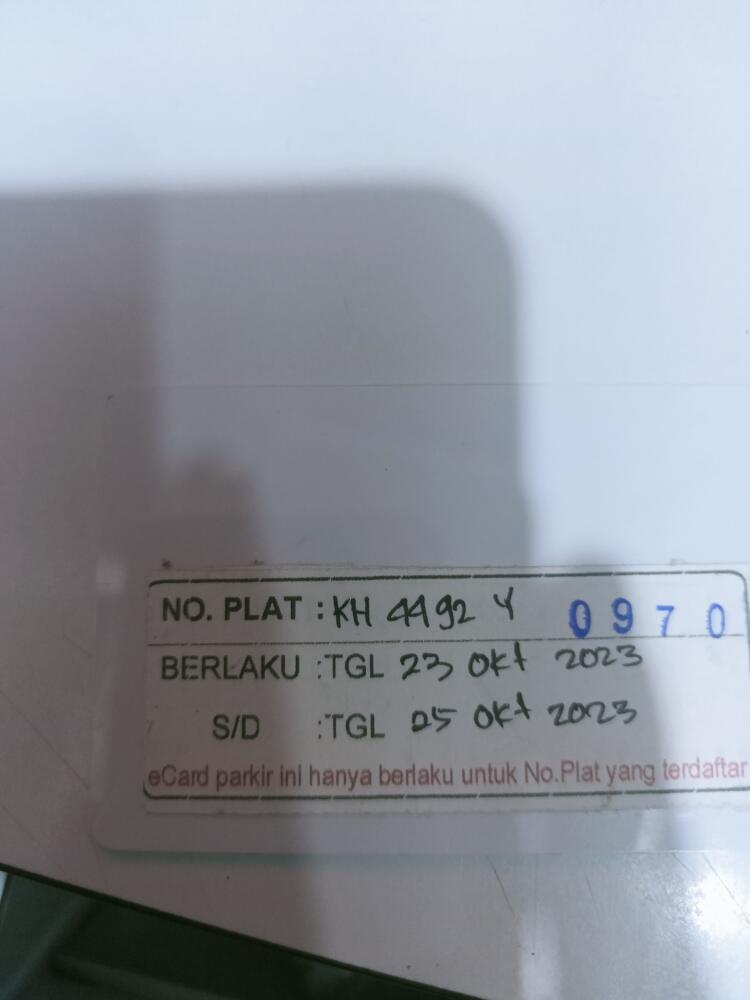 NO. PLAT : KH 4492 Y 0970
BERLAKU :TGL 23 Okt 2023
S/D :TGL 25 Okt 2023
eCard parkir ini hanya berlaku untuk No.Plat yang terdaftar